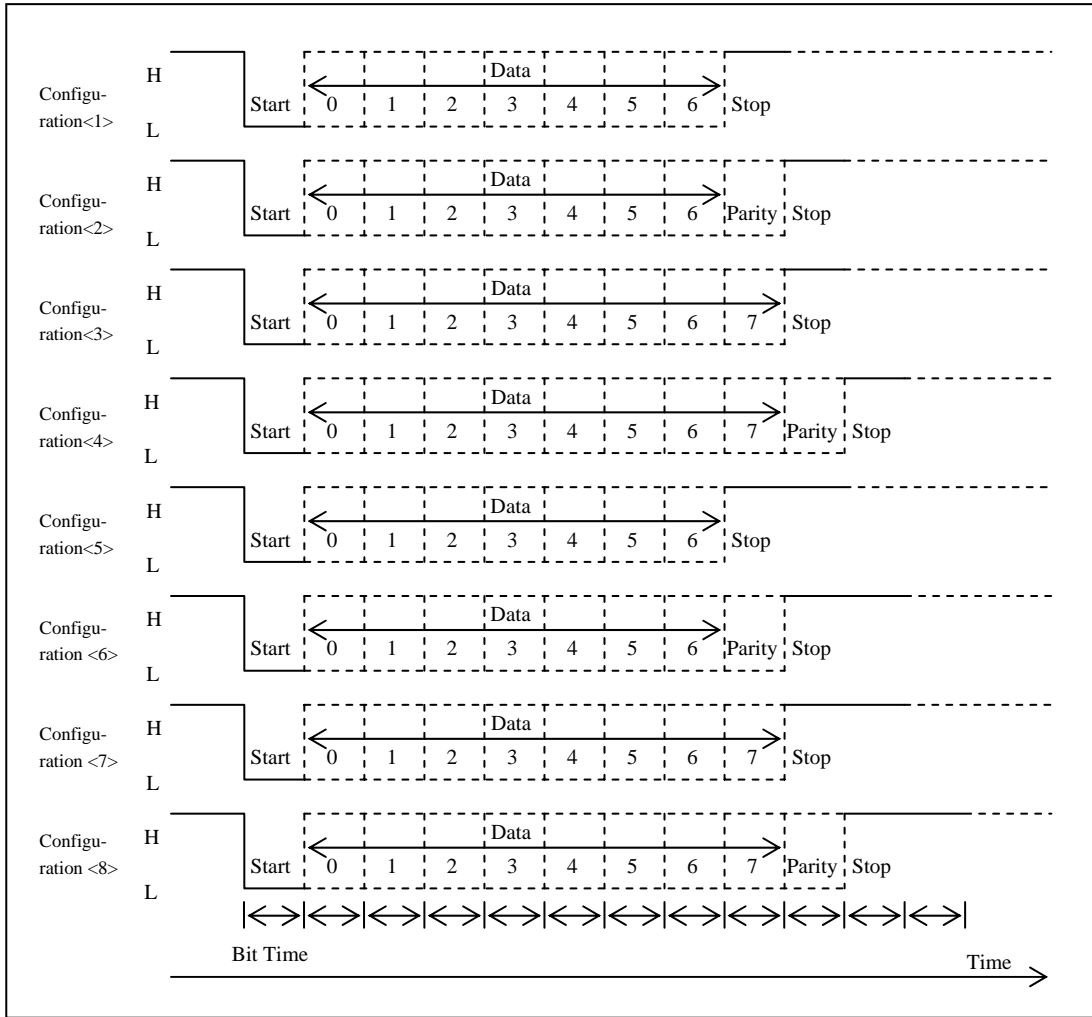 H
Data
Configu-
ration<1>
Start 0 1 2 3 4 5 6 Stop
L
H
Data
Configu-
ration<2>
Start 0 1 2 3 4 5 6 Parity Stop
L
H
Data
Configu-
ration<3>
Start 0 1 2 3 4 5 6 7 Stop
L
H
Data
Configu-
ration<4>
Start 0 1 2 3 4 5 6 7 Parity Stop
L
H
Data
Configu-
ration<5>
Start 0 1 2 3 4 5 6 Stop
L
H
Data
Configu-
ration <6>
Start 0 1 2 3 4 5 6 Parity Stop
L
H
Data
Configu-
ration <7>
Start 0 1 2 3 4 5 6 7 Stop
L
H
Data
Configu-
ration <8>
Start 0 1 2 3 4 5 6 7 Parity Stop
L
Bit Time
Time